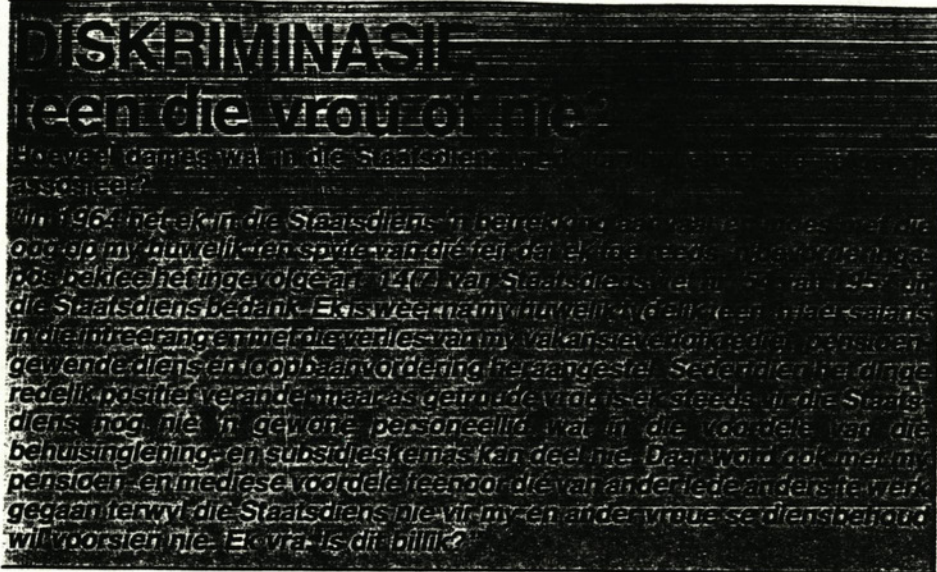 DISKRIMINASIE
teen die vrou of nie?
Hoeveel dames wat in die Staatsdiens
assosieer?
"In 1964 het ek in die Staatsdiens 'n betrekking die
oog op my huwelik ten spyte van die feit dat ek toe reeds 'n bevorderings-
pos beklee het ingevolge art. 14(7) van Staatsdienswet uit
die Staatsdiens bedank. Ek is weer na my huwelik tydelik teen 'n laer salaris
in die intreerang en met die verlies van my vakansieverlof pensioen-
gewende diens en loopbaanvordering heraangestel. Sedertdien het dinge
redelik positief verander, maar as getroude vrou is ek steeds vir die Staats-
diens nog nie 'n gewone personeellid wat in die voordele van die
behuisinglening- en subsidieskemas kan deel nie. Daar word ook met my
pensioen- en mediese voordele teenoor die van ander lede anders te werk
gegaan terwyl die Staatsdiens nie vir my en ander vroue se diensbehoud
wil voorsien nie. Ek vra: Is dit billik?"